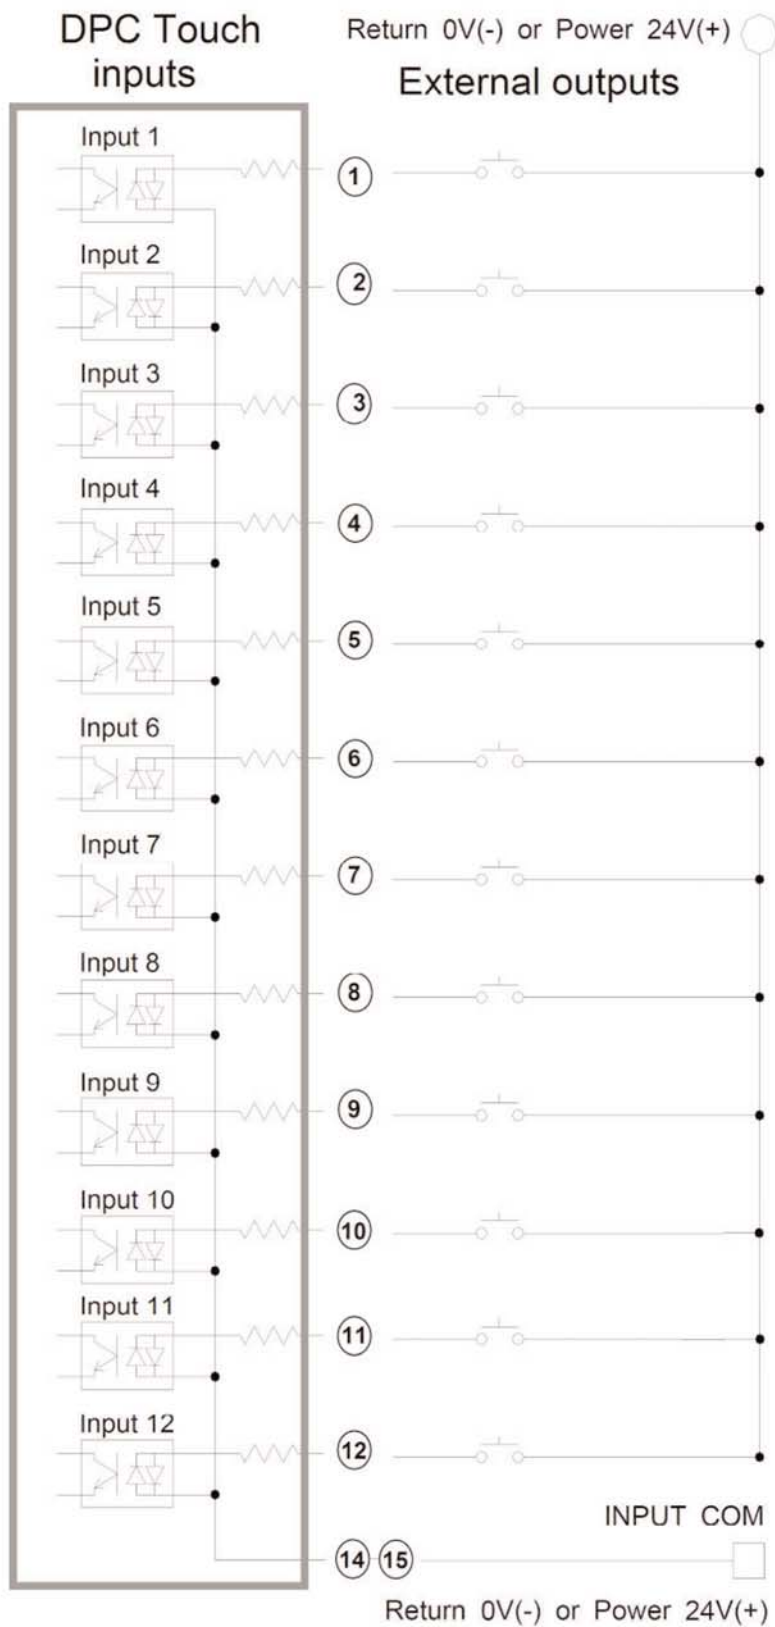 DPC Touch
inputs
Return 0V(-) or Power 24V(+)
External outputs
Input 1
1
Input 2
2
Input 3
3
Input 4
4
Input 5
5
Input 6
6
Input 7
7
Input 8
8
Input 9
9
Input 10
10
Input 11
11
Input 12
12
INPUT COM
14 15
Return 0V(-) or Power 24V(+)